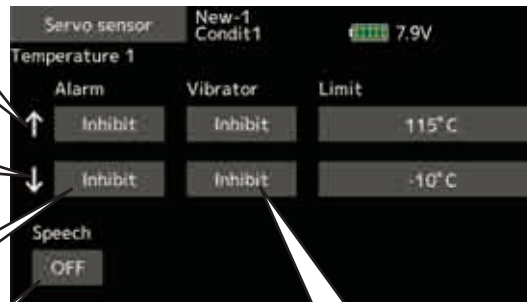 Servo sensor New-1
Condit1 7.9V
Temperature 1
Alarm Vibrator Limit
↑ Inhibit Inhibit 115°C
↓ Inhibit Inhibit -10°C
Speech
OFF